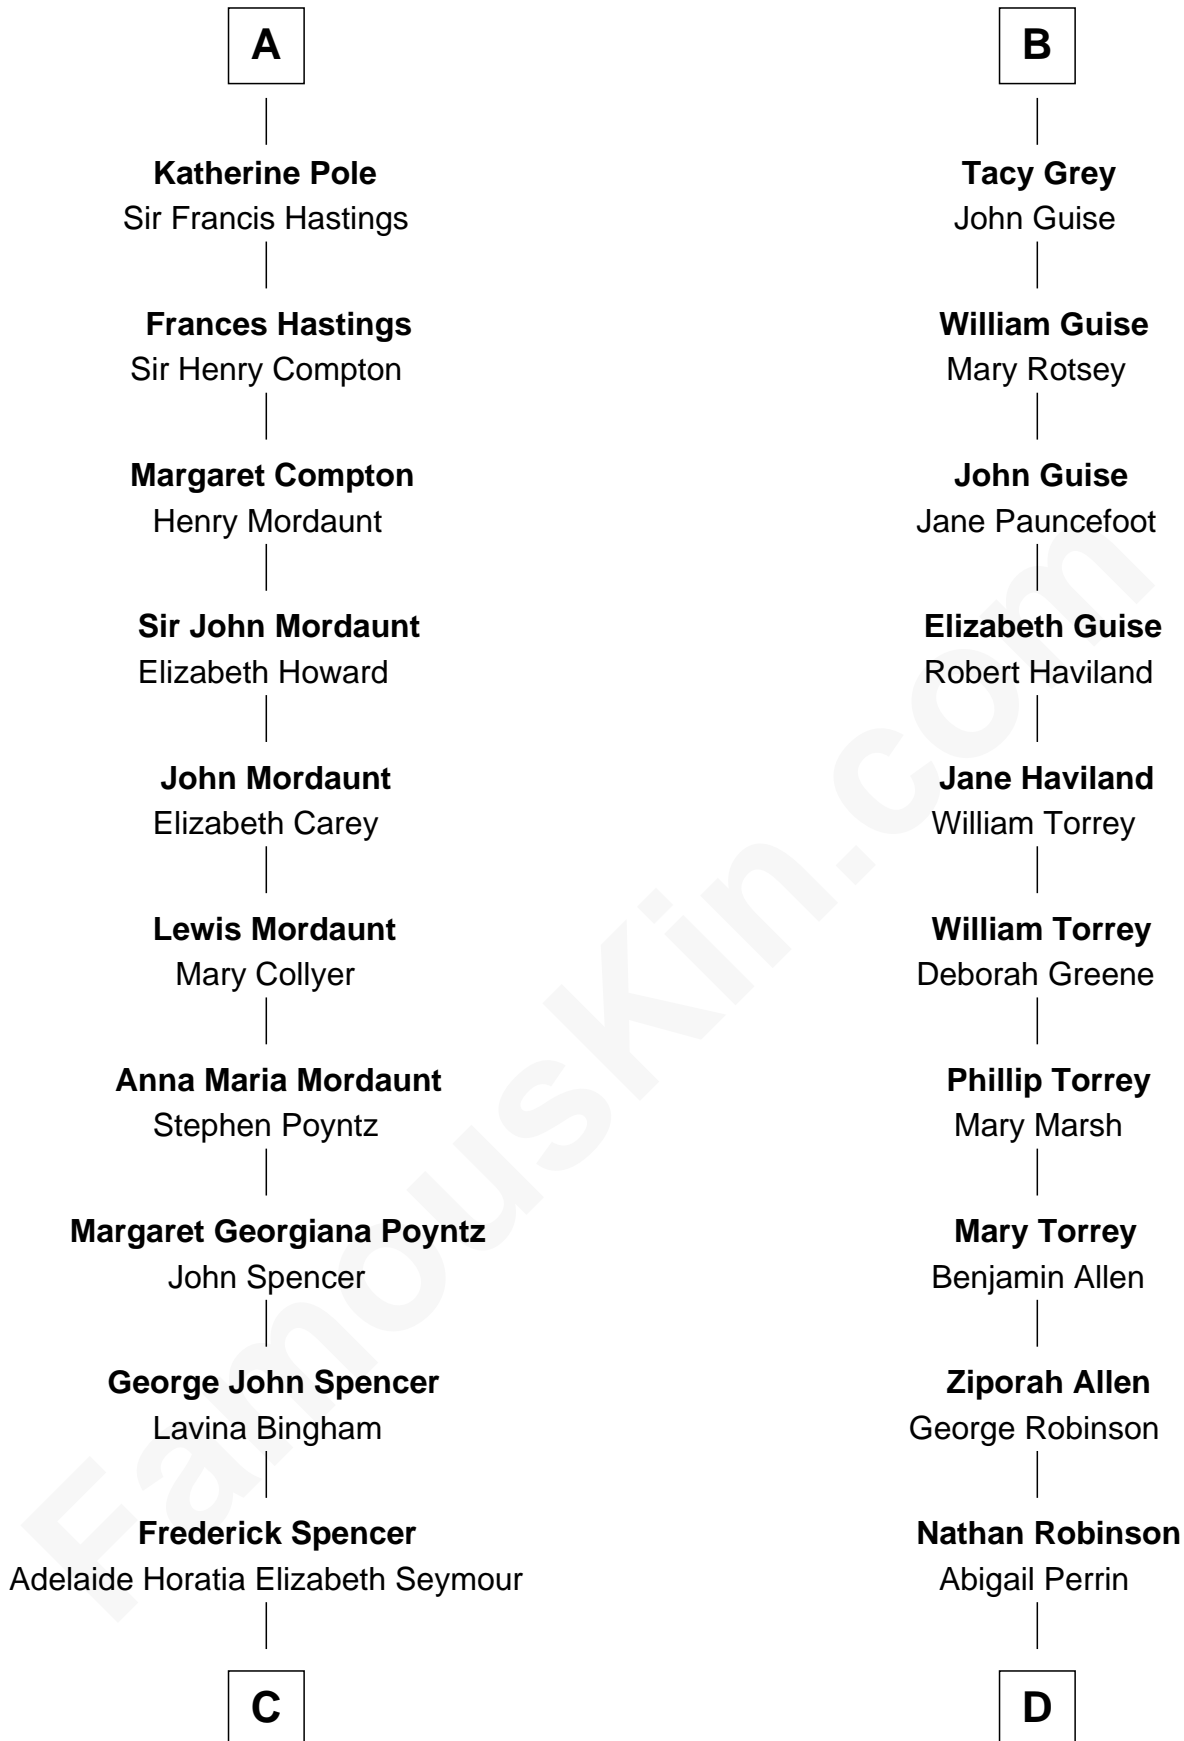 A
Katherine Pole
Sir Francis Hastings
Frances Hastings
Sir Henry Compton
Margaret Compton
Henry Mordaunt
Sir John Mordaunt
Elizabeth Howard
John Mordaunt
Elizabeth Carey
Lewis Mordaunt
Mary Collyer
Anna Maria Mordaunt
Stephen Poyntz
Margaret Georgiana Poyntz
John Spencer
George John Spencer
Lavina Bingham
Frederick Spencer
Adelaide Horatia Elizabeth Seymour
C
B
Tacy Grey
John Guise
William Guise
Mary Rotsey
John Guise
Jane Pauncefoot
Elizabeth Guise
Robert Haviland
Jane Haviland
William Torrey
William Torrey
Deborah Greene
Phillip Torrey
Mary Marsh
Mary Torrey
Benjamin Allen
Ziporah Allen
George Robinson
Nathan Robinson
Abigail Perrin
D
FamousKin.com